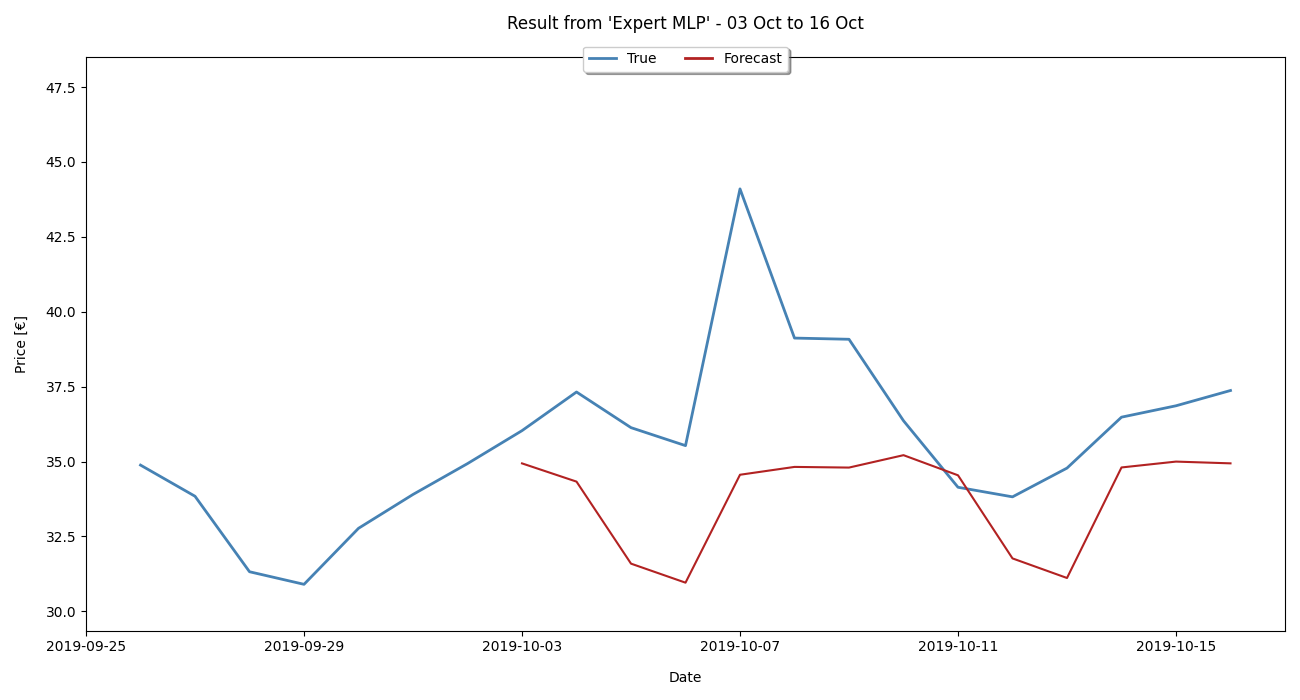 Result from 'Expert MLP' - 03 Oct to 16 Oct
True Forecast
47.5
45.0
42.5
40.0
37.5
35.0
32.5
30.0
Price [€]
2019-09-25 2019-09-29 2019-10-03 2019-10-07 2019-10-11 2019-10-15
Date